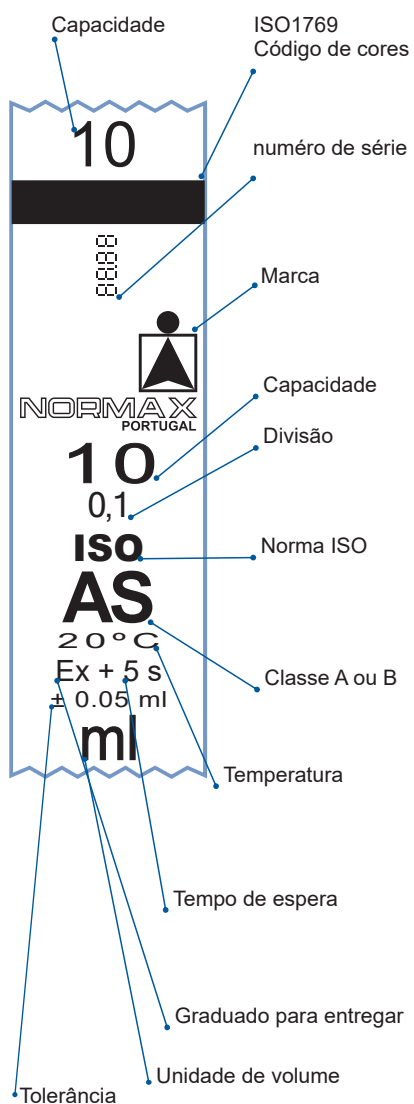 Capacidade
ISO1769
Código de cores
10
numéro de série
8888
Marca
NORMAX
PORTUGAL
Capacidade
10
Divisão
0,1
ISO
Norma ISO
AS
20°C
Classe A ou B
Ex + 5 s
± 0.05 ml
ml
Temperatura
Tempo de espera
Graduado para entregar
Unidade de volume
Tolerância